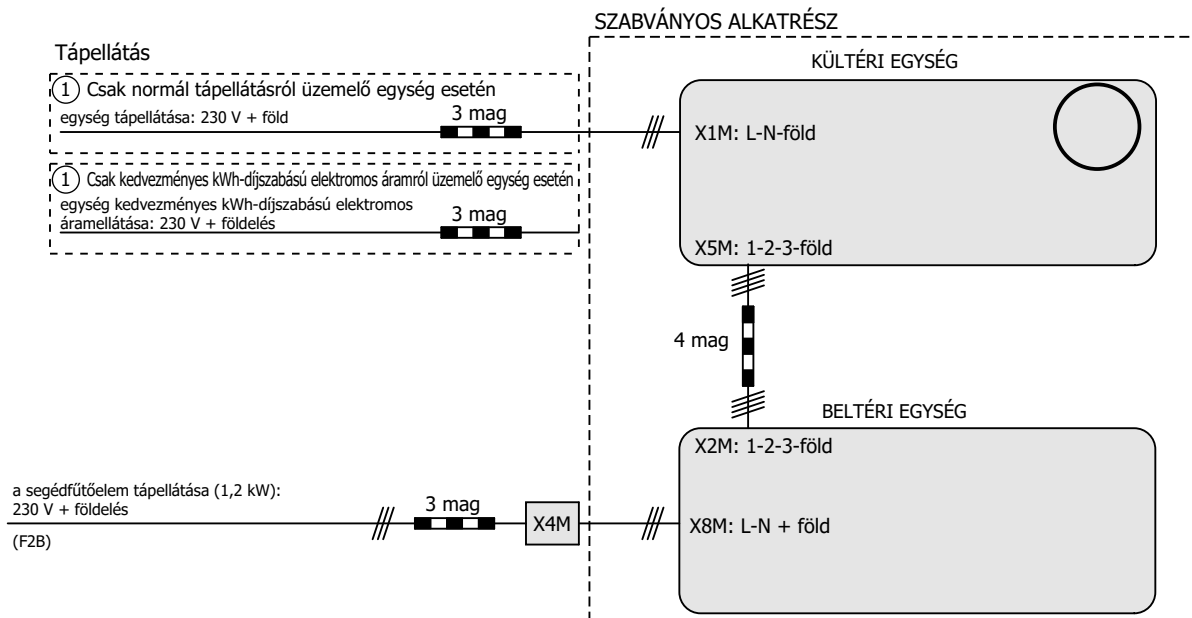 SZABVÁNYOS ALKATRÉSZ
Tápellátás
KÜLTÉRI EGYSÉG
1 Csak normál tápellátásról üzemelő egység esetén
egység tápellátása: 230 V + föld
3 mag
X1M: L-N-föld
1 Csak kedvezményes kWh-díjszabású elektromos áramról üzemelő egység esetén
egység kedvezményes kWh-díjszabású elektromos
áramellátása: 230 V + földelés
3 mag
X5M: 1-2-3-föld
4 mag
BELTÉRI EGYSÉG
X2M: 1-2-3-föld
a segédfűtőelem tápellátása (1,2 kW):
230 V + földelés
3 mag
X4M
X8M: L-N + föld
(F2B)